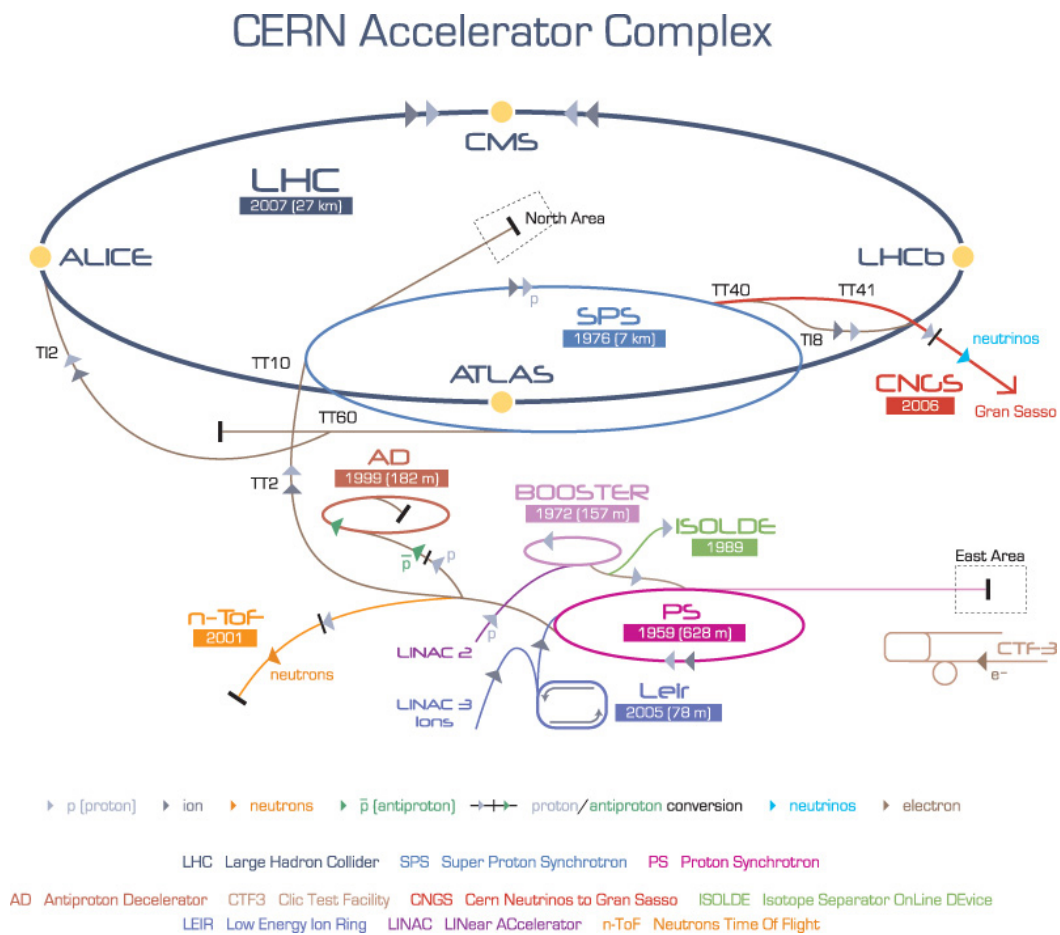 CERN Accelerator Complex
CMS
LHC
2007 (27 km)
North Area
ALICE
LHCb
TT40
TT41
p
SPS
1976 (7 km)
TI8
neutrinos
TI2
TT10
ATLAS
CNGS
2006
Gran Sasso
TT60
AD
1999 (182 m)
TT2
BOOSTER
1972 (157 m)
ISOLDE
1989
p̅
p
East Area
n-ToF
2001
PS
1959 (628 m)
p
LINAC 2
neutrons
CTF-3
e-
LINAC 3
Ions
Leir
2005 (78 m)
p (proton) ion neutrons p̅ (antiproton) proton/antiproton conversion neutrinos electron
LHC Large Hadron Collider SPS Super Proton Synchrotron PS Proton Synchrotron
AD Antiproton Decelerator CTF3 Clic Test Facility CNGS Cern Neutrinos to Gran Sasso ISOLDE Isotope Separator OnLine DEvice
LEIR Low Energy Ion Ring LINAC LINear ACcelerator n-ToF Neutrons Time Of Flight